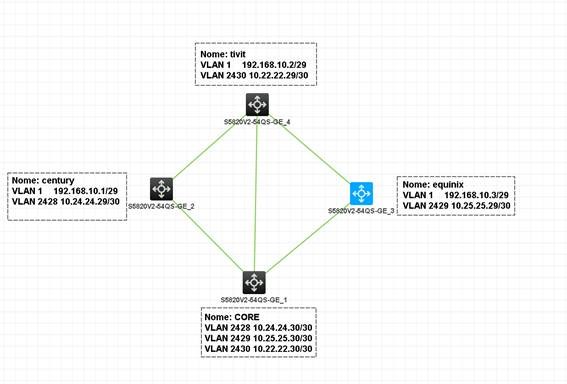 Nome: tivit
VLAN 1 192.168.10.2/29
VLAN 2430 10.22.22.29/30
S5820V2-54QS-GE_4
Nome: century
VLAN 1 192.168.10.1/29
VLAN 2428 10.24.24.29/30
S5820V2-54QS-GE_2
Nome: equinix
VLAN 1 192.168.10.3/29
VLAN 2429 10.25.25.29/30
S5820V2-54QS-GE_3
S5820V2-54QS-GE_1
Nome: CORE
VLAN 2428 10.24.24.30/30
VLAN 2429 10.25.25.30/30
VLAN 2430 10.22.22.30/30